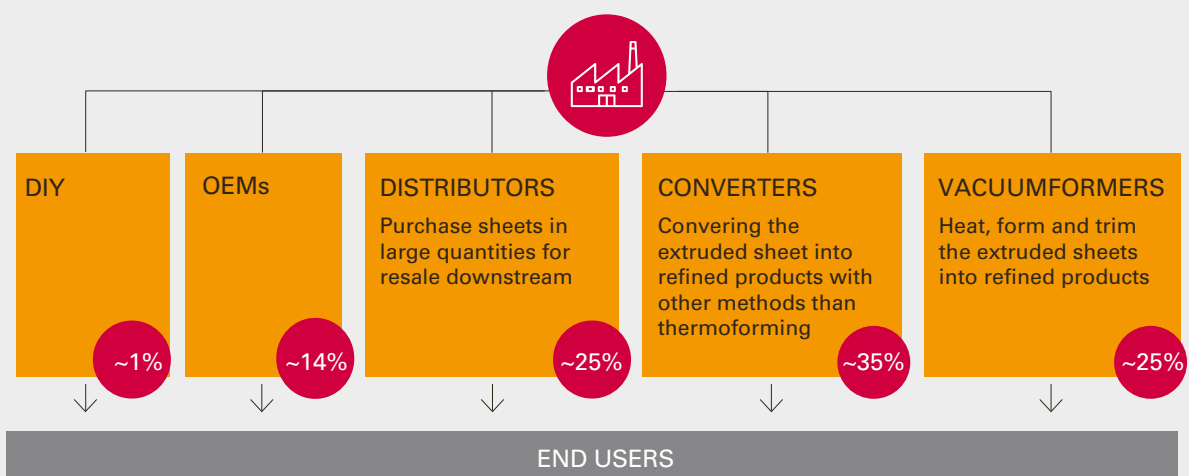 DIY
~1%
OEMs
~14%
DISTRIBUTORS
Purchase sheets in
large quantities for
resale downstream
~25%
CONVERTERS
Convering the
extruded sheet into
refined products with
other methods than
thermoforming
~35%
VACUUMFORMERS
Heat, form and trim
the extruded sheets
into refined products
~25%
END USERS